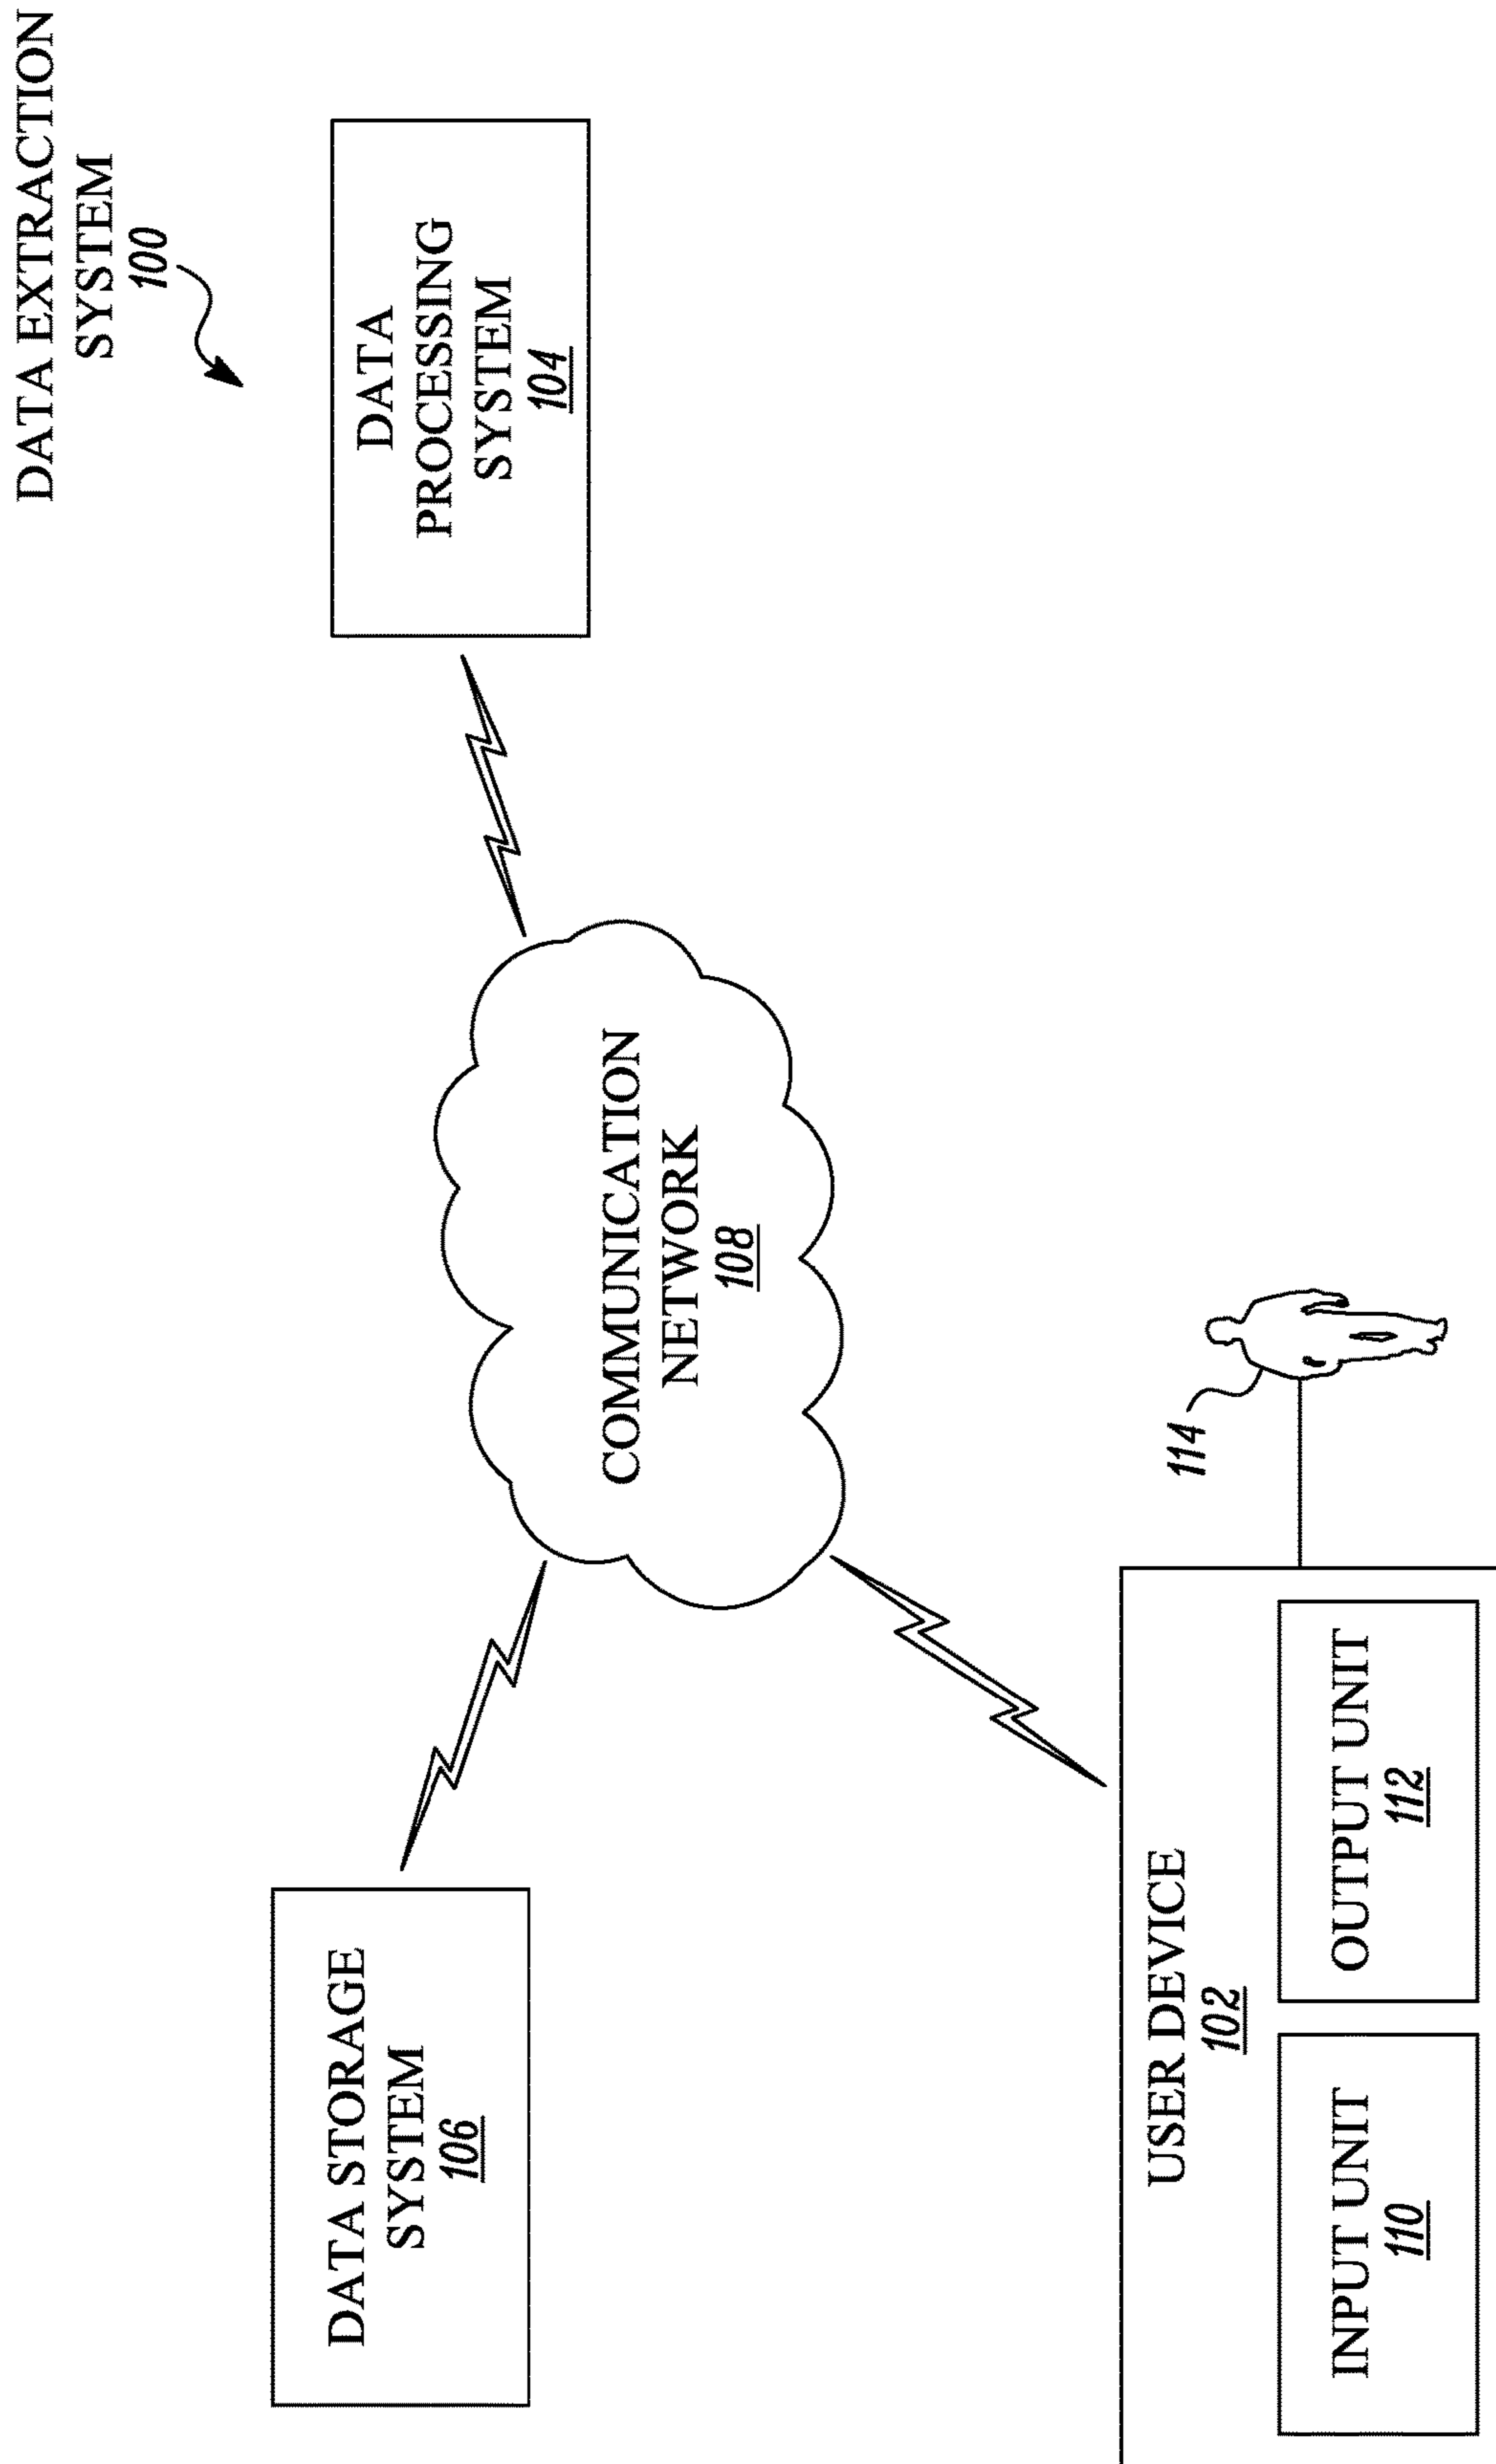 DATA EXTRACTION
SYSTEM
100
DATA
PROCESSING
SYSTEM
104
DATA STORAGE
SYSTEM
106
COMMUNICATION
NETWORK
108
114
USER DEVICE
102
INPUT UNIT
110
OUTPUT UNIT
112